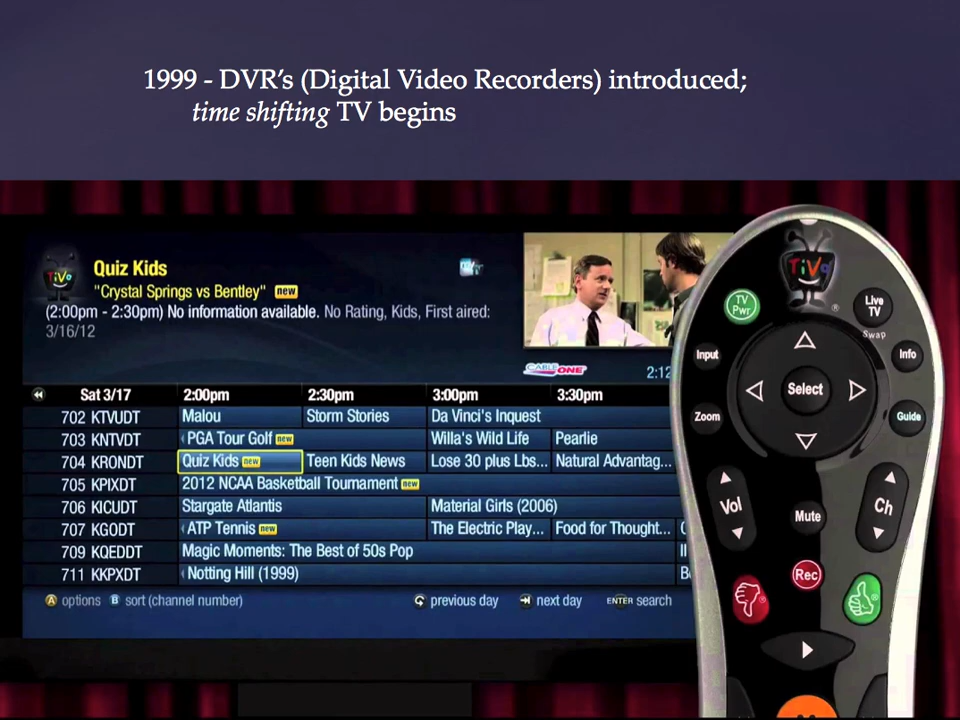 1999 - DVR's (Digital Video Recorders) introduced;
time shifting TV begins
TiVo
Quiz Kids
"Crystal Springs vs Bentley" new
(2:00pm - 2:30pm) No information available. No Rating, Kids, First aired:
3/16/12
CABLE ONE
2:12
Sat 3/17 2:00pm 2:30pm 3:00pm 3:30pm
702 KTVUDT Malou Storm Stories Da Vinci's Inquest
703 KNTVDT PGA Tour Golf new Willa's Wild Life Pearlie
704 KRONDT Quiz Kids new Teen Kids News Lose 30 plus Lbs... Natural Advantag...
705 KPIXDT 2012 NCAA Basketball Tournament new
706 KICUDT Stargate Atlantis Material Girls (2006)
707 KGODT ATP Tennis new The Electric Play... Food for Thought...
709 KQEDDT Magic Moments: The Best of 50s Pop
711 KKPXDT Notting Hill (1999)
A options B sort (channel number) previous day next day ENTER search
TiVo
TV Pwr
Live TV
Swap
Input
Info
Select
Zoom
Guide
Vol
Ch
Mute
Rec